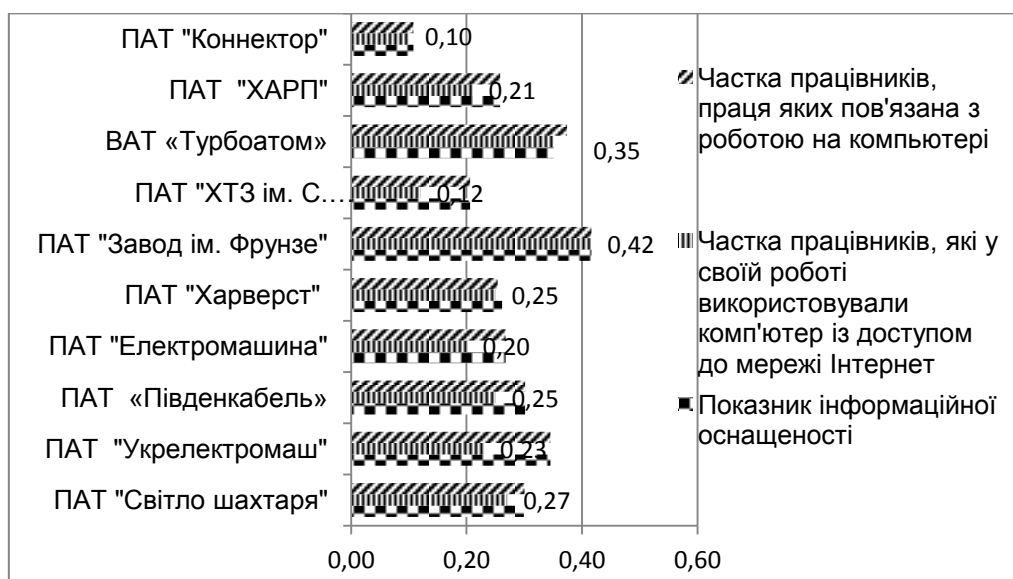 ПАТ "Коннектор"
0,10
ПАТ "ХАРП"
0,21
ВАТ «Турбоатом»
0,35
ПАТ "ХТЗ ім. С.…
0,12
ПАТ "Завод ім. Фрунзе"
0,42
ПАТ "Харверст"
0,25
ПАТ "Електромашина"
0,20
ПАТ «Південкабель»
0,25
ПАТ "Укрелектромаш"
0,23
ПАТ "Світло шахтаря"
0,27
0,00 0,20 0,40 0,60
Частка працівників,
праця яких пов'язана з
роботою на компьютері
Частка працівників, які у
своїй роботі
використовували
комп'ютер із доступом
до мережі Інтернет
Показник інформаційної
оснащеності